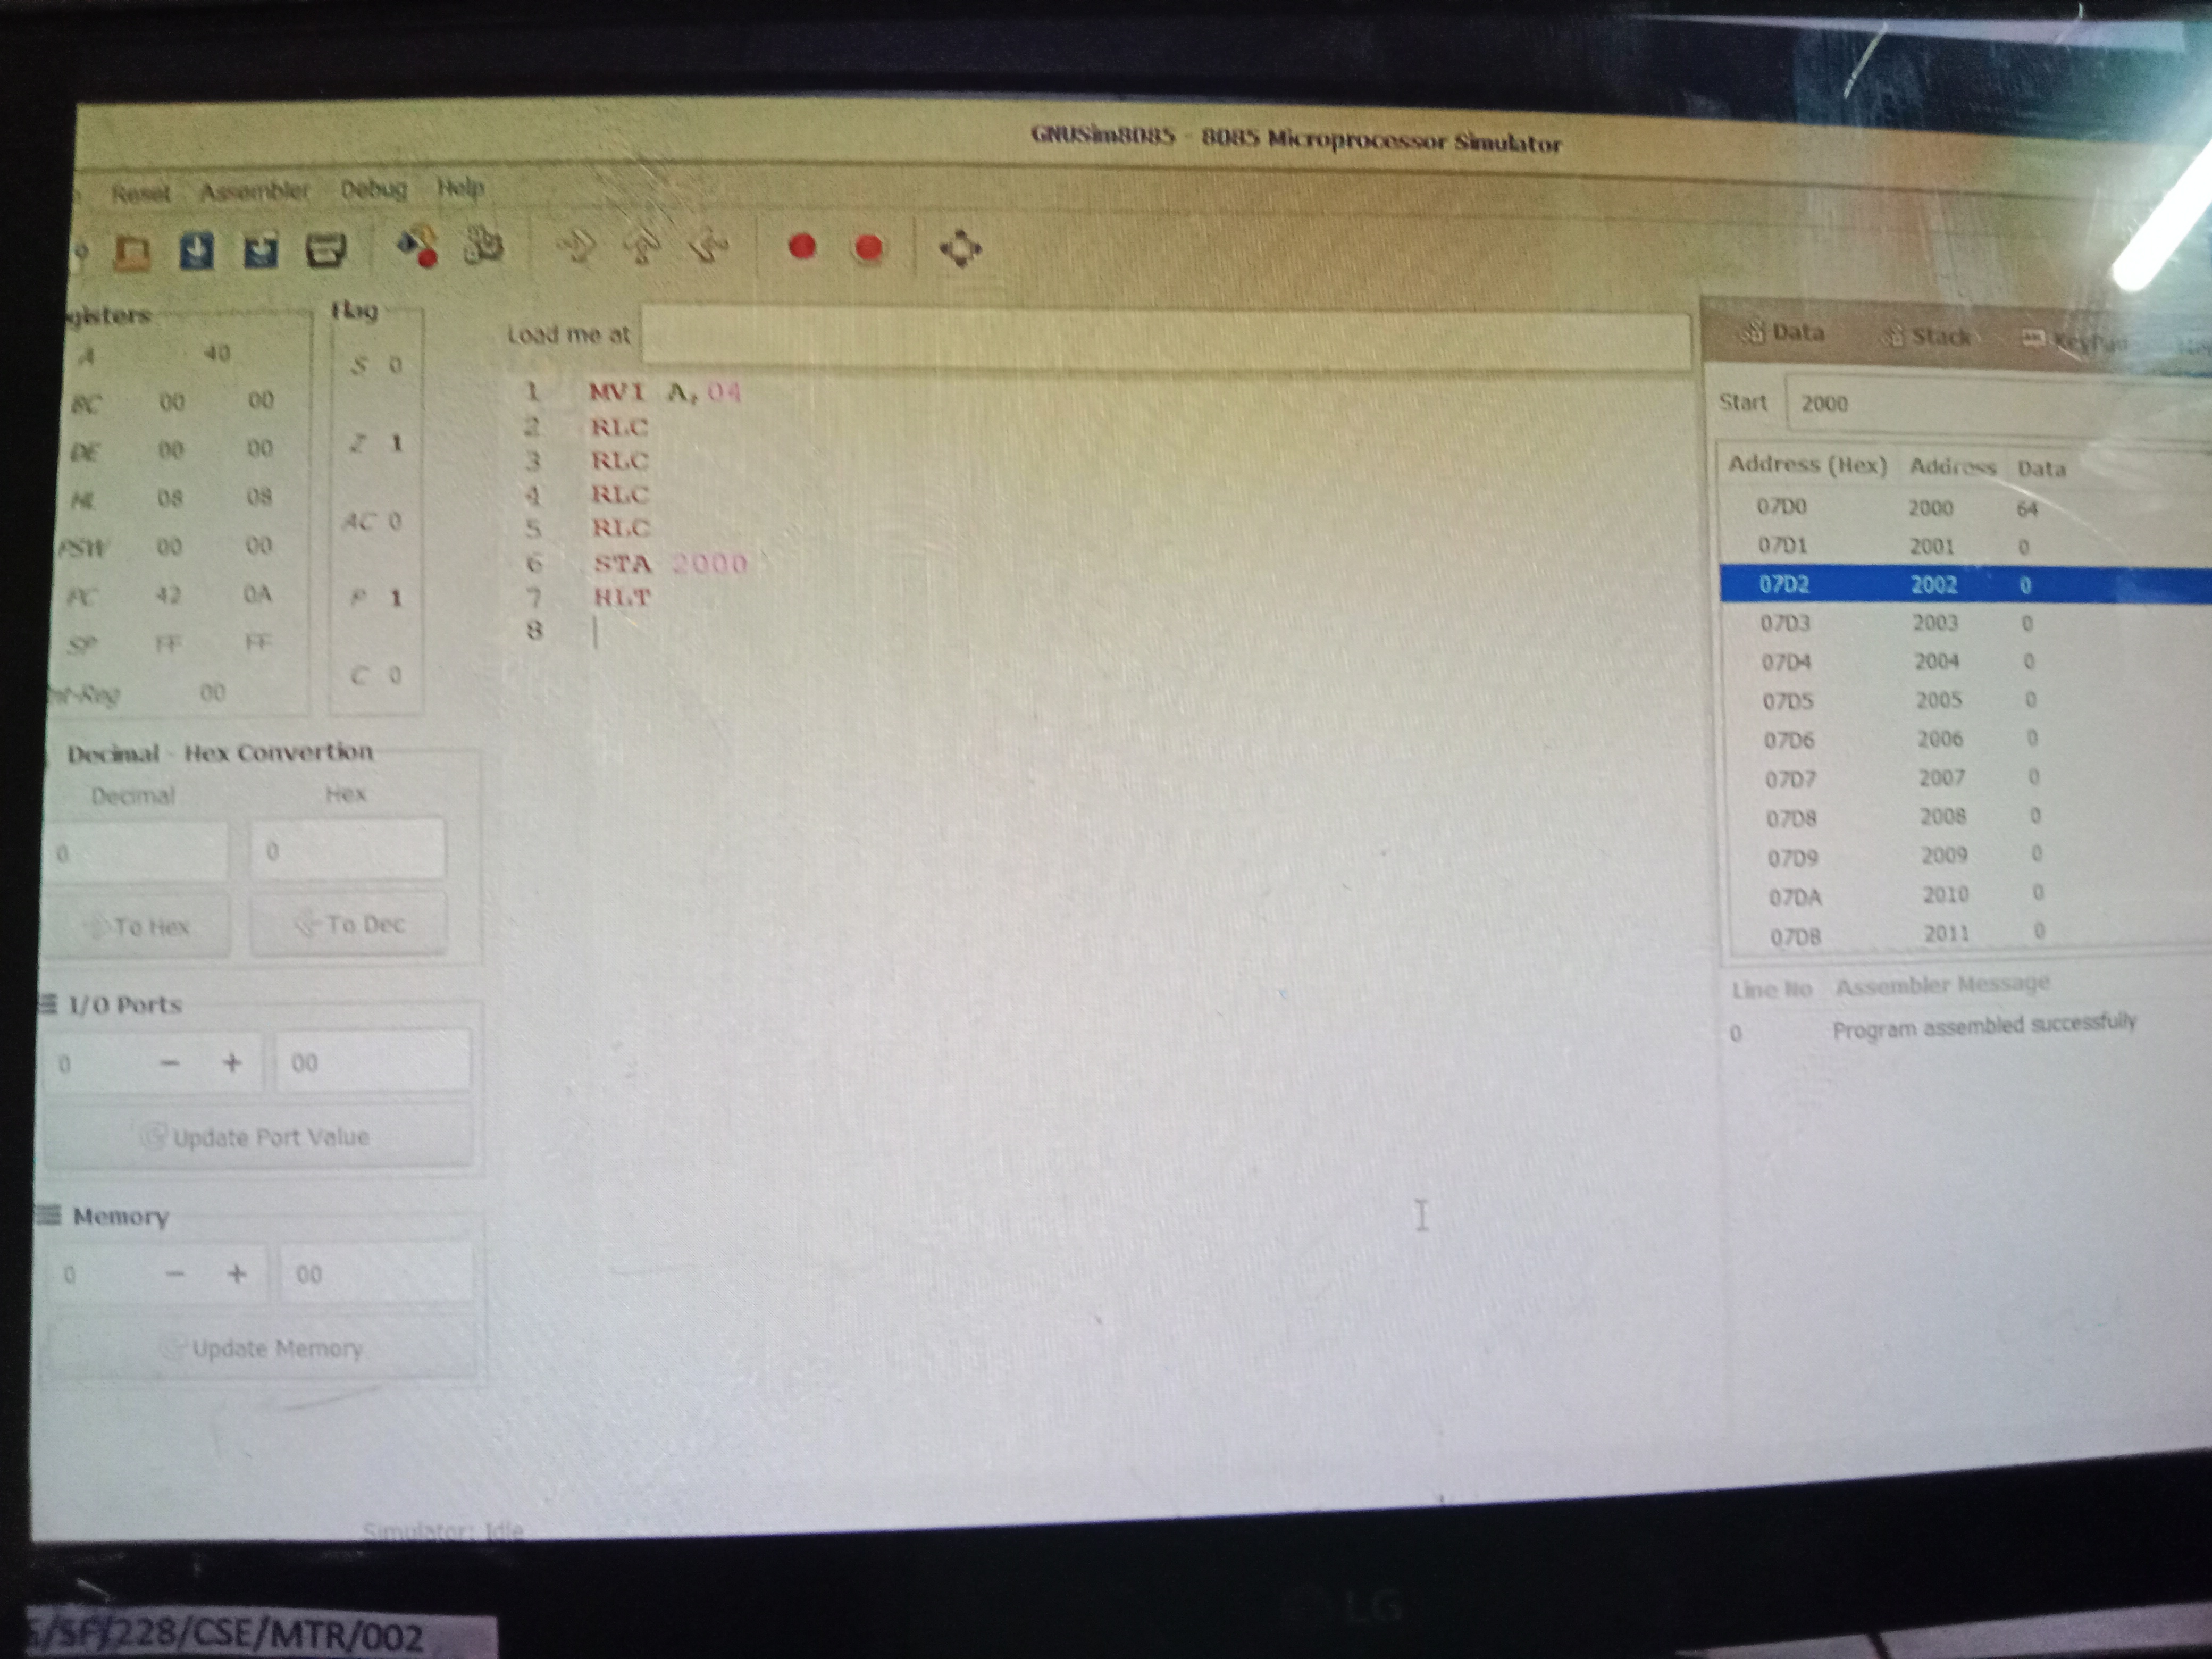 GNUSim8085 - 8085 Microprocessor Simulator
Reset Assembler Debug Help
gisters
A 40
BC 00 00
DE 00 00
HL 08 08
PSW 00 00
PC 42 0A
SP FF FF
nt-Reg 00
Flag
S 0
Z 1
AC 0
P 1
C 0
Decimal - Hex Convertion
Decimal Hex
0 0
To Hex To Dec
I/O Ports
0 − + 00
Update Port Value
Memory
0 − + 00
Update Memory
Simulator: Idle
Load me at
1 MVI A,04
2 RLC
3 RLC
4 RLC
5 RLC
6 STA 2000
7 HLT
8
Data Stack KeyPad
Start 2000
Address (Hex) Address Data
07D0 2000 64
07D1 2001 0
07D2 2002 0
07D3 2003 0
07D4 2004 0
07D5 2005 0
07D6 2006 0
07D7 2007 0
07D8 2008 0
07D9 2009 0
07DA 2010 0
07DB 2011 0
Line No Assembler Message
0 Program assembled successfully
LG
/SF/228/CSE/MTR/002